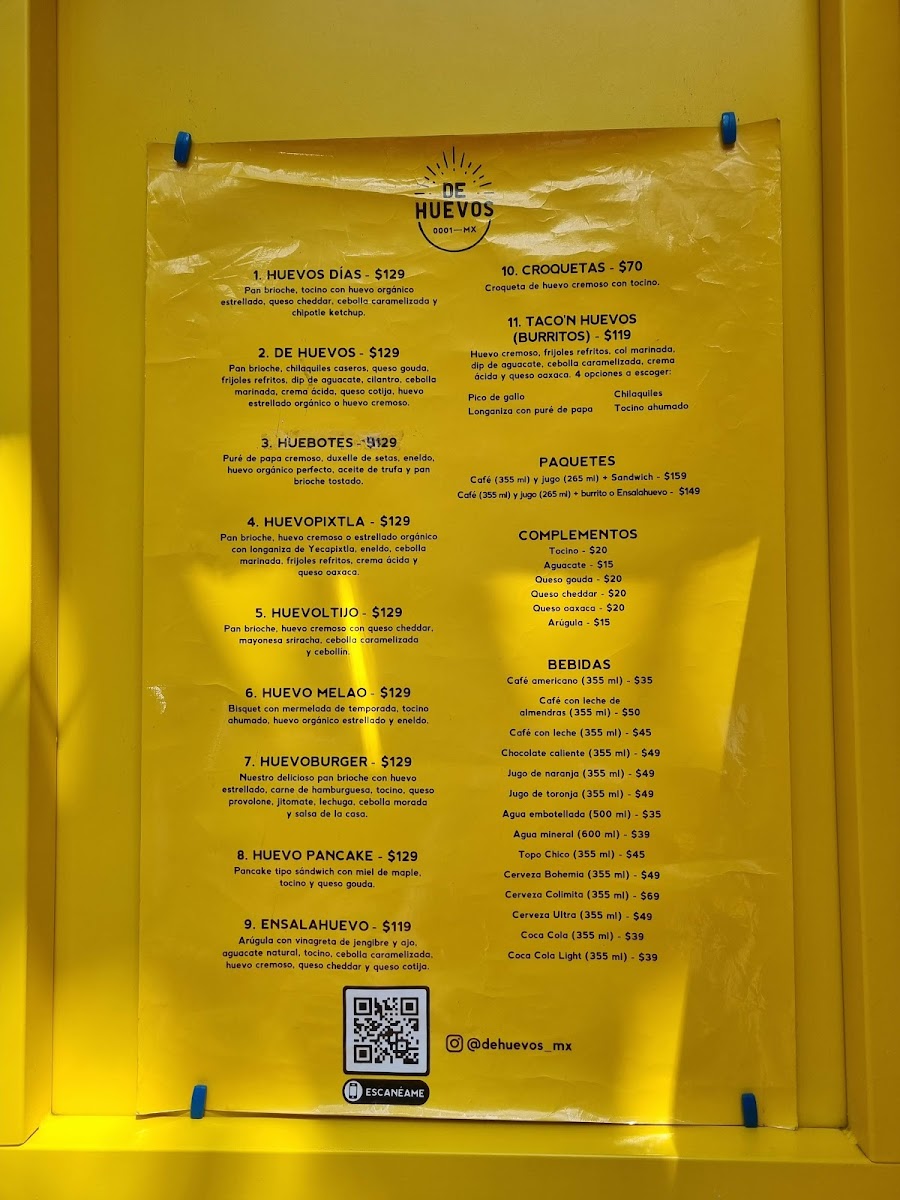 DE
HUEVOS
0001—MX
1. HUEVOS DÍAS - $129
Pan brioche, tocino con huevo orgánico
estrellado, queso cheddar, cebolla caramelizada y
chipotle ketchup.
2. DE HUEVOS - $129
Pan brioche, chilaquiles caseros, queso gouda,
frijoles refritos, dip de aguacate, cilantro, cebolla
marinada, crema ácida, queso cotija, huevo
estrellado orgánico o huevo cremoso.
3. HUEBOTES - $129
Puré de papa cremoso, duxelle de setas, eneldo,
huevo orgánico perfecto, aceite de trufa y pan
brioche tostado.
4. HUEVOPIXTLA - $129
Pan brioche, huevo cremoso o estrellado orgánico
con longaniza de Yecapixtla, eneldo, cebolla
marinada, frijoles refritos, crema ácida y
queso oaxaca.
5. HUEVOLTIJO - $129
Pan brioche, huevo cremoso con queso cheddar,
mayonesa sriracha, cebolla caramelizada
y cebollín.
6. HUEVO MELAO - $129
Bisquet con mermelada de temporada, tocino
ahumado, huevo orgánico estrellado y eneldo.
7. HUEVOBURGER - $129
Nuestro delicioso pan brioche con huevo
estrellado, carne de hamburguesa, tocino, queso
provolone, jitomate, lechuga, cebolla morada
y salsa de la casa.
8. HUEVO PANCAKE - $129
Pancake tipo sándwich con miel de maple,
tocino y queso gouda.
9. ENSALAHUEVO - $119
Arúgula con vinagreta de jengibre y ajo,
aguacate natural, tocino, cebolla caramelizada,
huevo cremoso, queso cheddar y queso cotija.
10. CROQUETAS - $70
Croqueta de huevo cremoso con tocino.
11. TACO'N HUEVOS
(BURRITOS) - $119
Huevo cremoso, frijoles refritos, col marinada,
dip de aguacate, cebolla caramelizada, crema
ácida y queso oaxaca. 4 opciones a escoger:
Pico de gallo
Chilaquiles
Longaniza con puré de papa
Tocino ahumado
PAQUETES
Café (355 ml) y jugo (265 ml) + Sandwich - $159
Café (355 ml) y jugo (265 ml) + burrito o Ensalahuevo - $149
COMPLEMENTOS
Tocino - $20
Aguacate - $15
Queso gouda - $20
Queso cheddar - $20
Queso oaxaca - $20
Arúgula - $15
BEBIDAS
Café americano (355 ml) - $35
Café con leche de
almendras (355 ml) - $50
Café con leche (355 ml) - $45
Chocolate caliente (355 ml) - $49
Jugo de naranja (355 ml) - $49
Jugo de toronja (355 ml) - $49
Agua embotellada (500 ml) - $35
Agua mineral (600 ml) - $39
Topo Chico (355 ml) - $45
Cerveza Bohemia (355 ml) - $49
Cerveza Colimita (355 ml) - $69
Cerveza Ultra (355 ml) - $49
Coca Cola (355 ml) - $39
Coca Cola Light (355 ml) - $39
@dehuevos_mx
ESCANÉAME